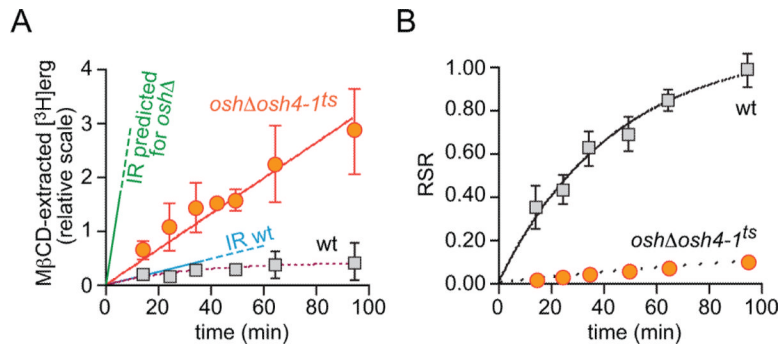 A
MβCD-extracted [³H]erg
(relative scale)
4
3
2
1
0
IR predicted
for oshΔ
oshΔosh4-1ᵗˢ
IR wt
wt
0 20 40 60 80 100
time (min)
B
RSR
1.00
0.80
0.60
0.40
0.20
0.00
wt
oshΔosh4-1ᵗˢ
0 20 40 60 80 100
time (min)